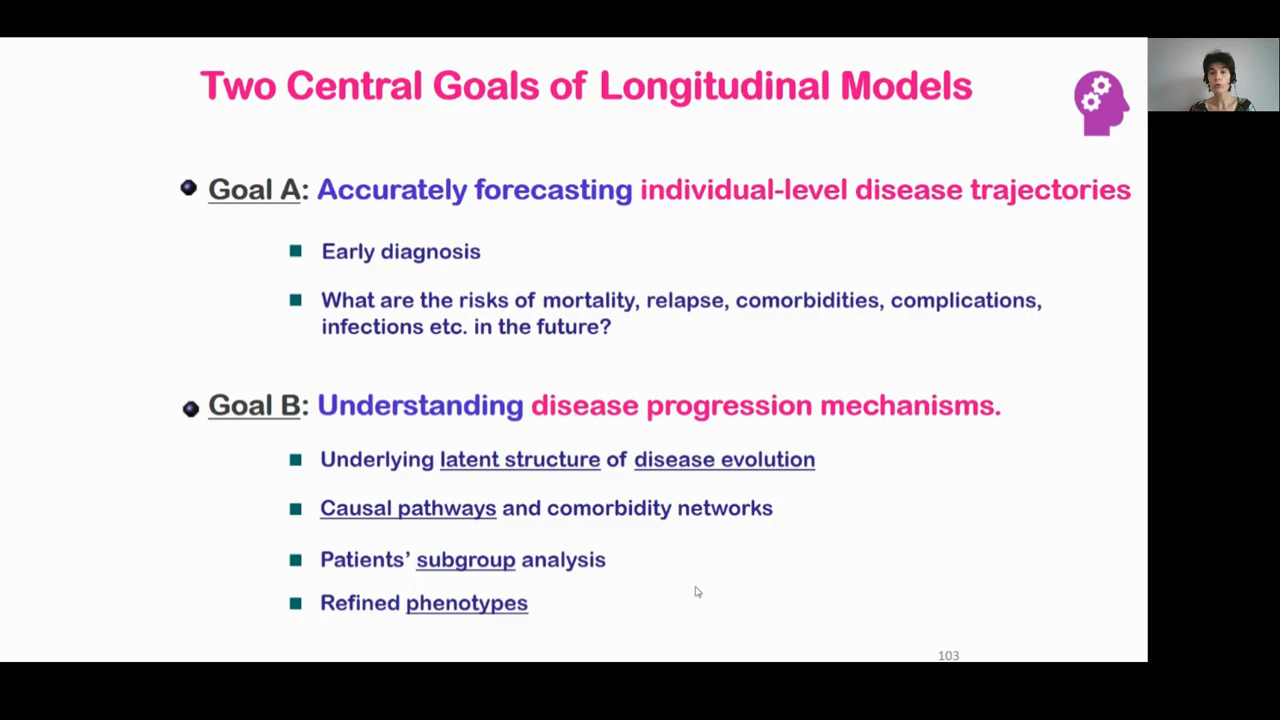 Two Central Goals of Longitudinal Models
Goal A: Accurately forecasting individual-level disease trajectories
Early diagnosis
What are the risks of mortality, relapse, comorbidities, complications,
infections etc. in the future?
Goal B: Understanding disease progression mechanisms.
Underlying latent structure of disease evolution
Causal pathways and comorbidity networks
Patients’ subgroup analysis
Refined phenotypes
103